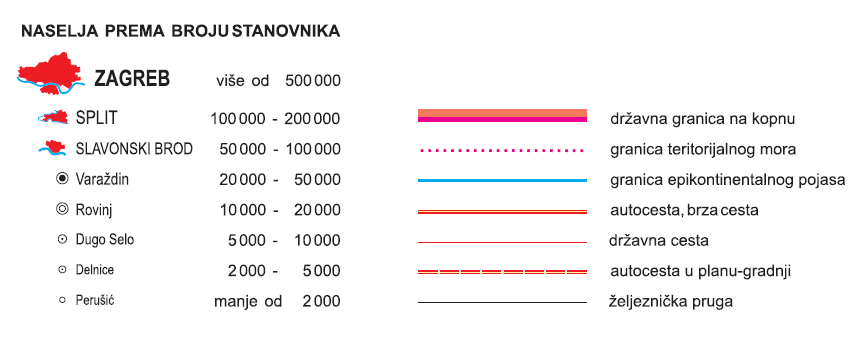 NASELJA PREMA BROJU STANOVNIKA
ZAGREB više od 500 000
SPLIT 100 000 - 200 000
SLAVONSKI BROD 50 000 - 100 000
Varaždin 20 000 - 50 000
Rovinj 10 000 - 20 000
Dugo Selo 5 000 - 10 000
Delnice 2 000 - 5 000
Perušić manje od 2 000
državna granica na kopnu
granica teritorijalnog mora
granica epikontinentalnog pojasa
autocesta, brza cesta
državna cesta
autocesta u planu-gradnji
željeznička pruga